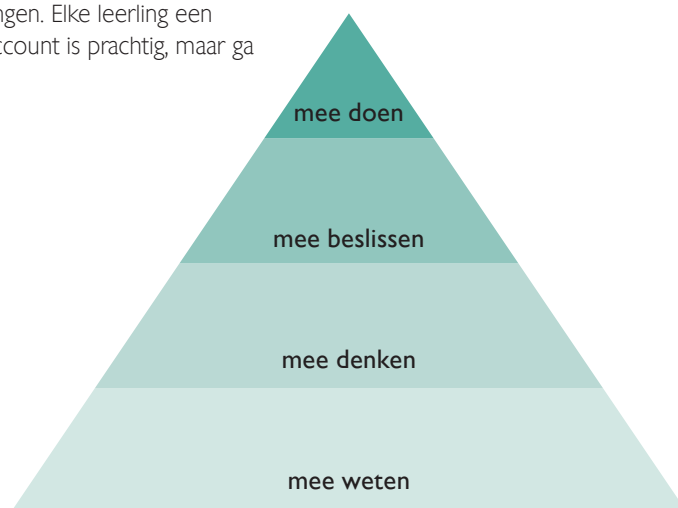 Elke leerling een
is prachtig, maar ga
mee doen
mee beslissen
mee denken
mee weten